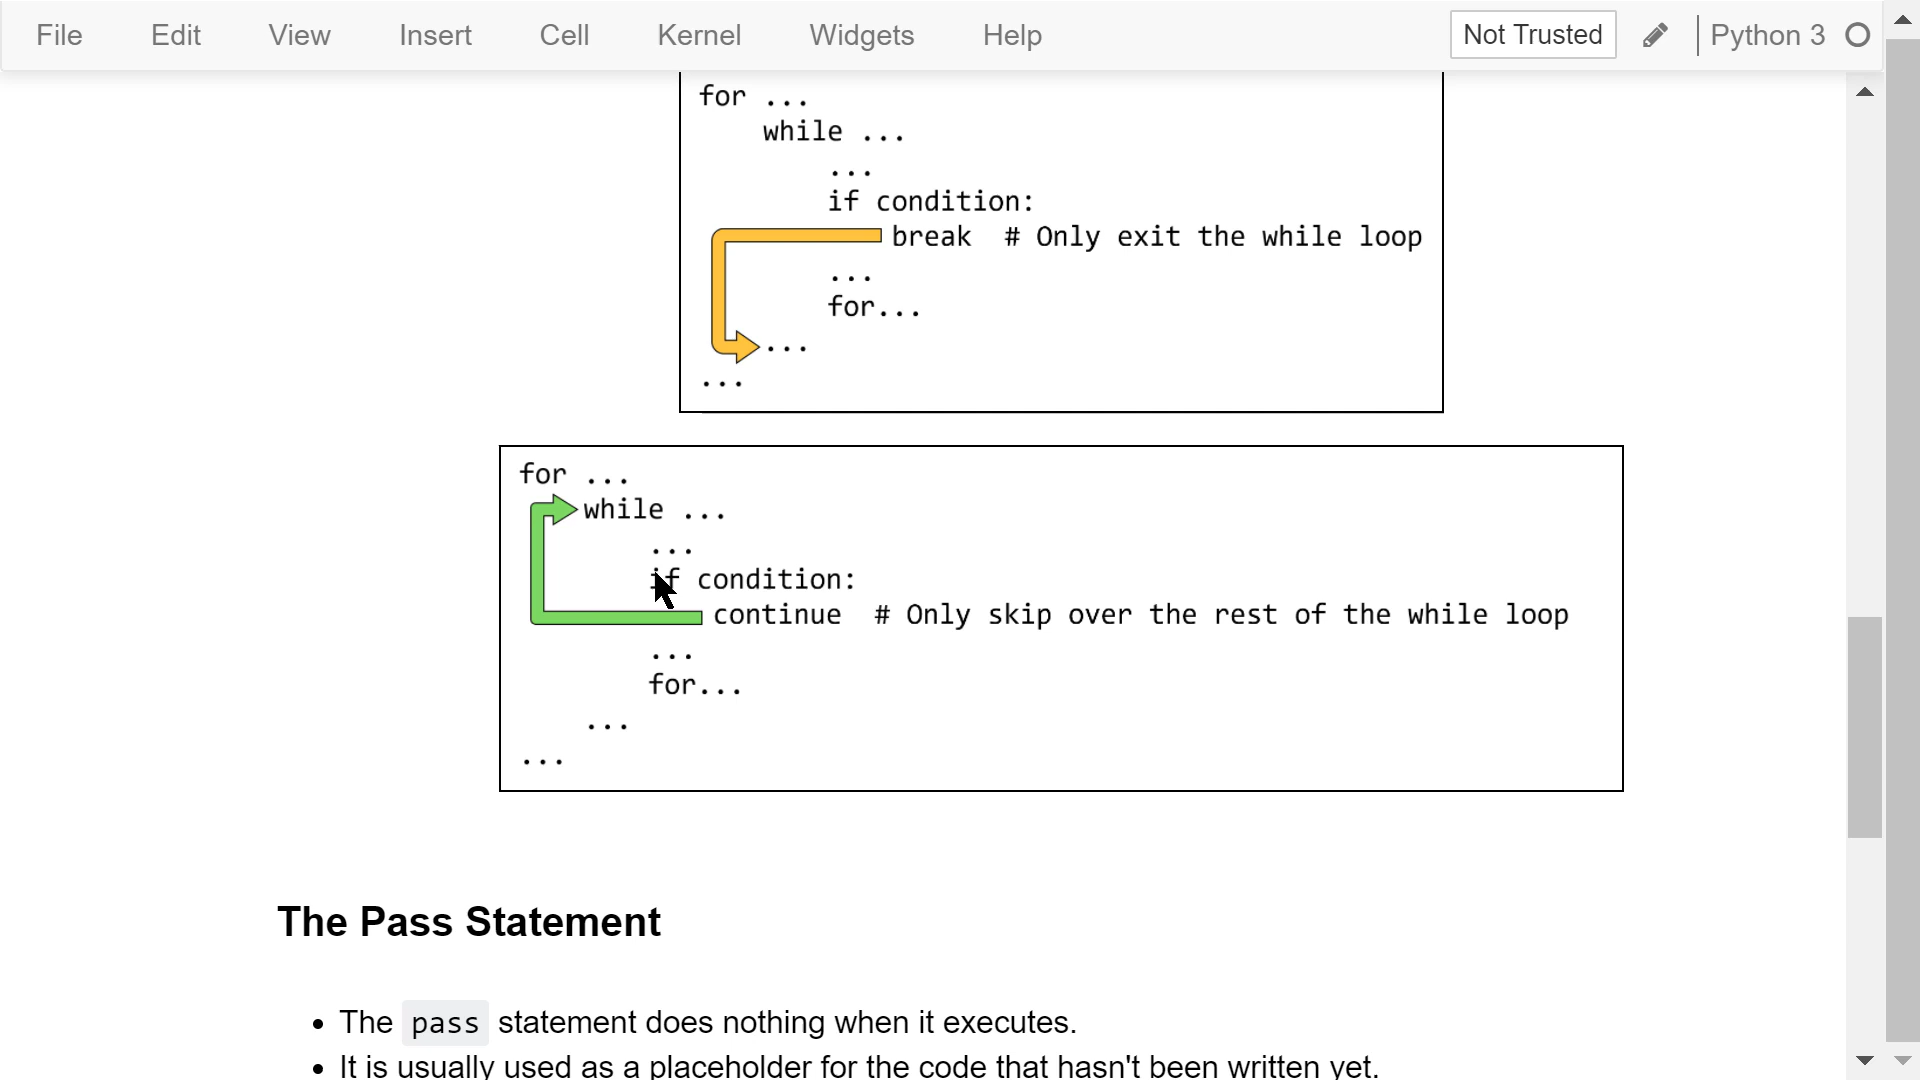 File Edit View Insert Cell Kernel Widgets Help Not Trusted Python 3
for ...
while ...
...
if condition:
break # Only exit the while loop
...
for...
...
...
for ...
while ...
...
if condition:
continue # Only skip over the rest of the while loop
...
for...
...
...
The Pass Statement
• The pass statement does nothing when it executes.
• It is usually used as a placeholder for the code that hasn't been written yet.